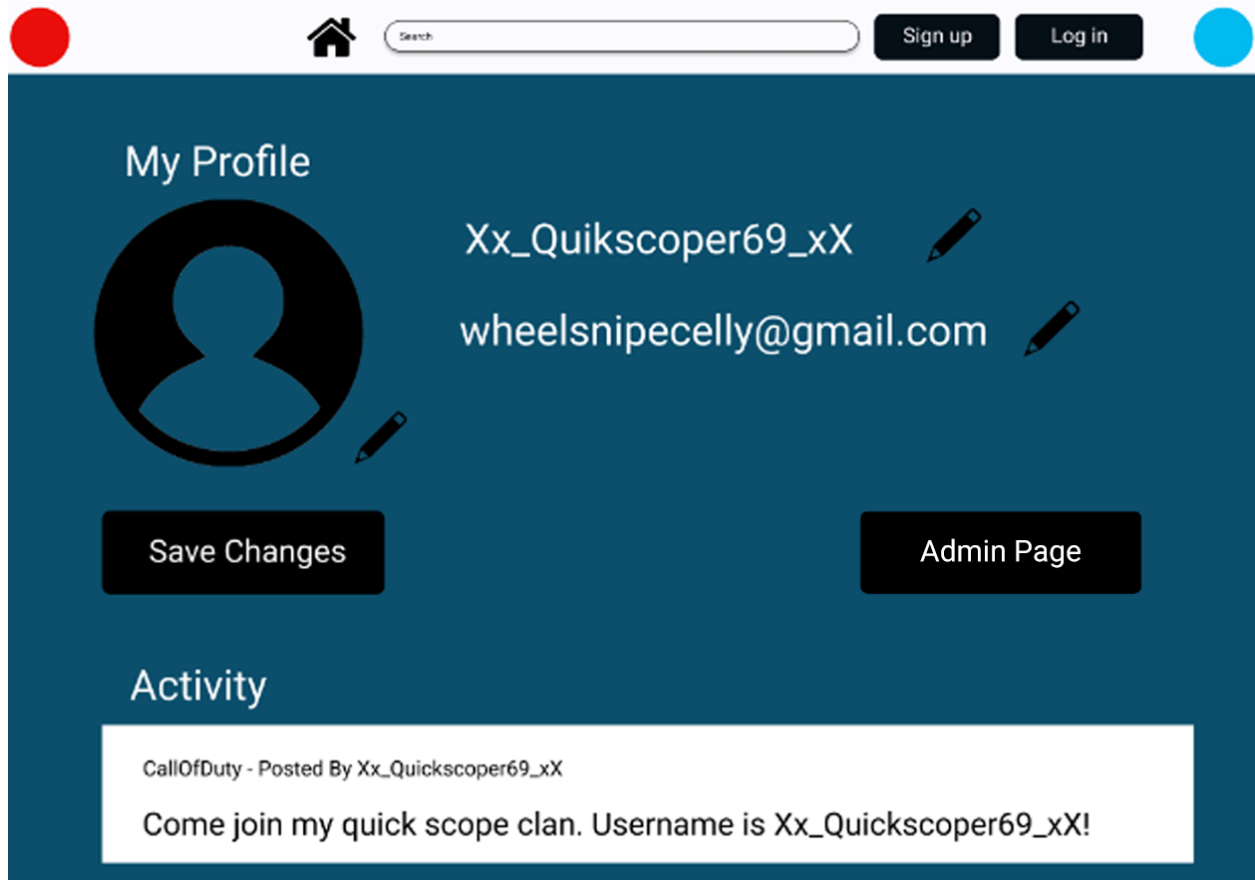 Search
Sign up
Log in
My Profile
Xx_Quikscoper69_xX
wheelsnipecelly@gmail.com
Save Changes
Admin Page
Activity
CallOfDuty - Posted By Xx_Quickscoper69_xX
Come join my quick scope clan. Username is Xx_Quickscoper69_xX!